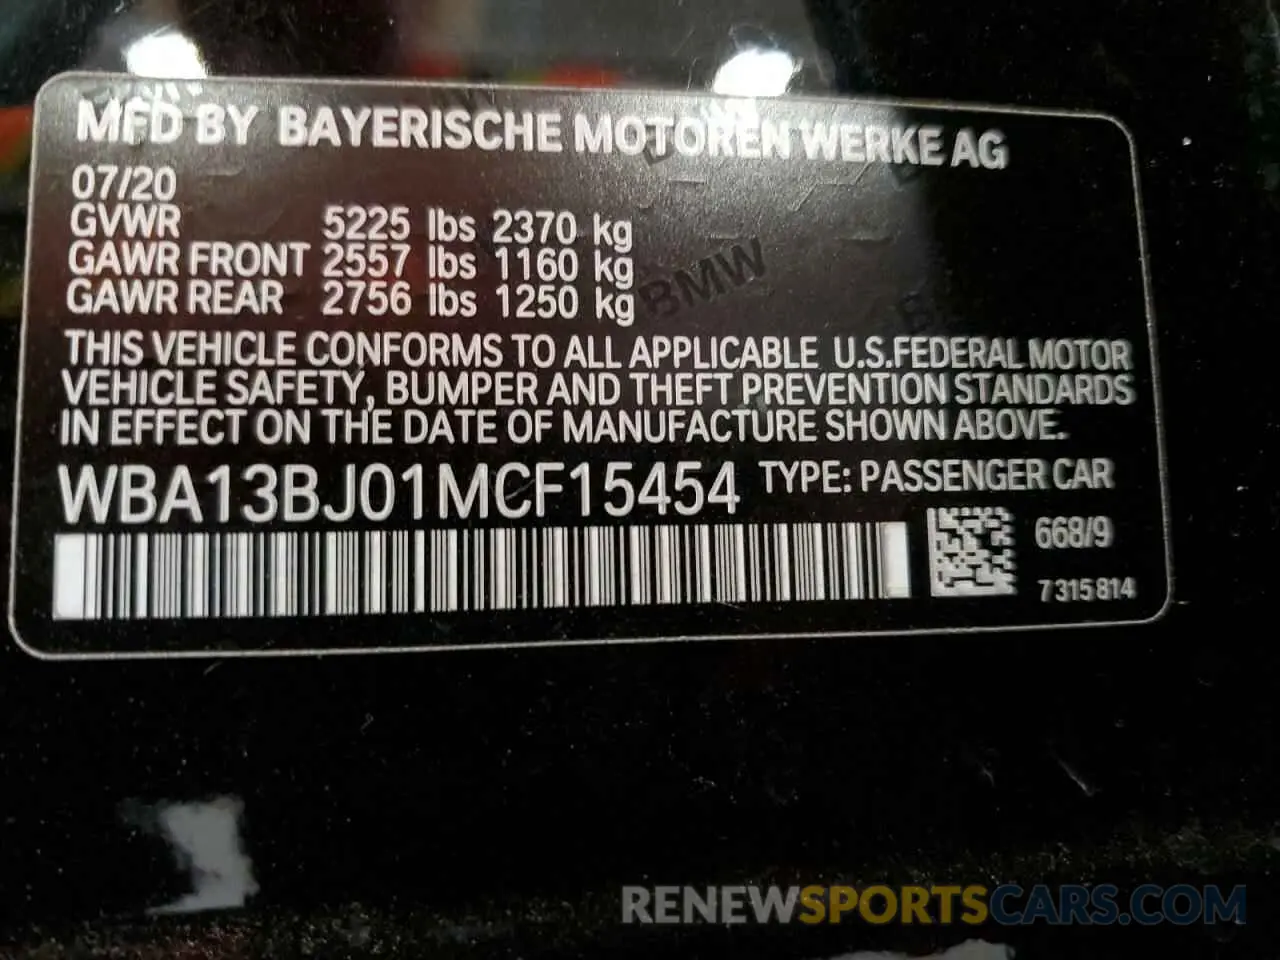 MFD BY BAYERISCHE MOTOREN WERKE AG
07/20
GVWR 5225 lbs 2370 kg
GAWR FRONT 2557 lbs 1160 kg
GAWR REAR 2756 lbs 1250 kg
BMW
THIS VEHICLE CONFORMS TO ALL APPLICABLE U.S.FEDERAL MOTOR
VEHICLE SAFETY, BUMPER AND THEFT PREVENTION STANDARDS
IN EFFECT ON THE DATE OF MANUFACTURE SHOWN ABOVE.
WBA13BJ01MCF15454 TYPE: PASSENGER CAR
668/9
7315814
RENEWSPORTSCARS.COM